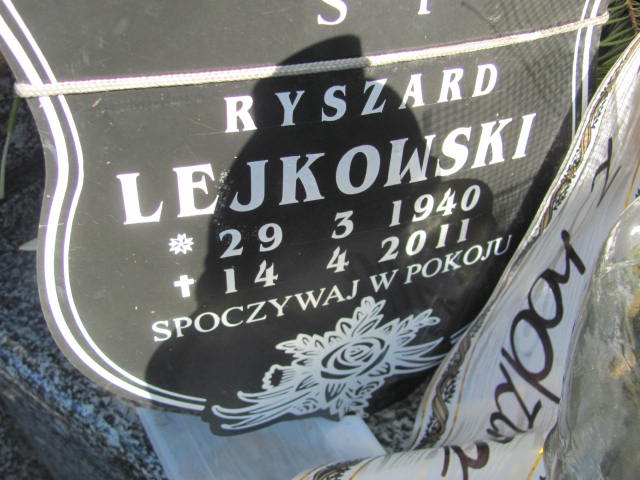 S P
RYSZARD
LEJKOWSKI
29 3 1940
14 4 2011
SPOCZYWAJ W POKOJU